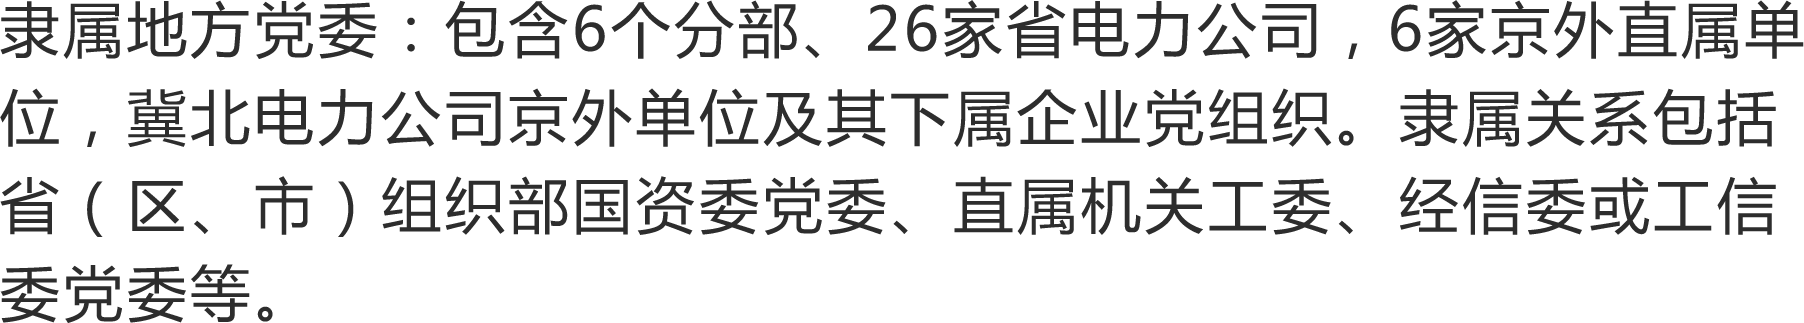 隶属地方党委：包含6个分部、26家省电力公司，6家京外直属单
位，冀北电力公司京外单位及其下属企业党组织。隶属关系包括
省（区、市）组织部国资委党委、直属机关工委、经信委或工信
委党委等。